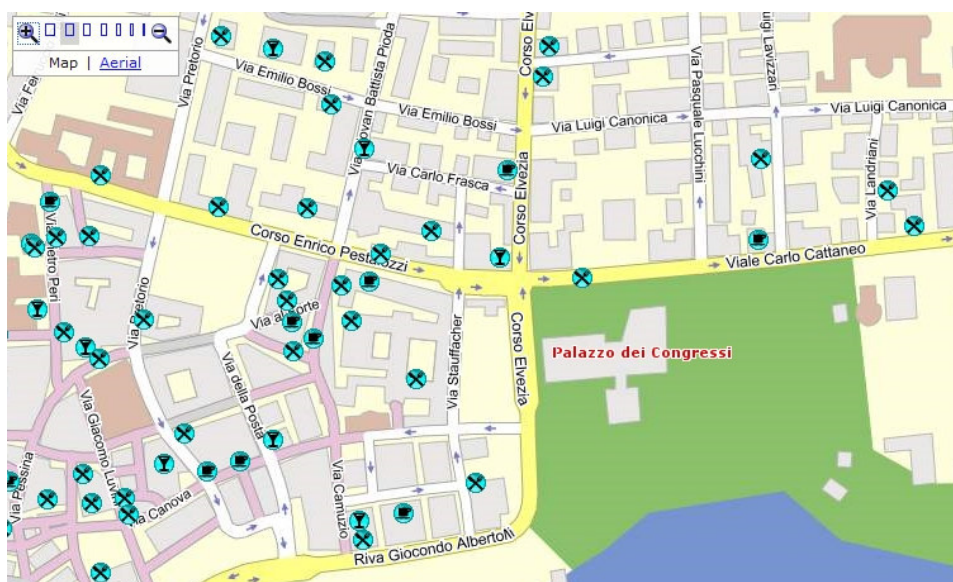 Map | Aerial
Via Pretorio
Via Giovan Battista Pioda
Corso Elvezia
Via Pasquale Lucchini
Via Luigi Lavizzari
Via Emilio Bossi
Via Emilio Bossi
Via Luigi Canonica
Via Luigi Canonica
Via Carlo Frasca
Corso Elvezia
Via Landriani
Via Pietro Peri
Corso Enrico Pestalozzi
Viale Carlo Cattaneo
Via Pretorio
Via al Forte
Via Stauffacher
Corso Elvezia
Palazzo dei Congressi
Via della Posta
Via Giacomo Luvini
Via Pessina
Via Canova
Via Camuzio
Riva Giocondo Albertolli